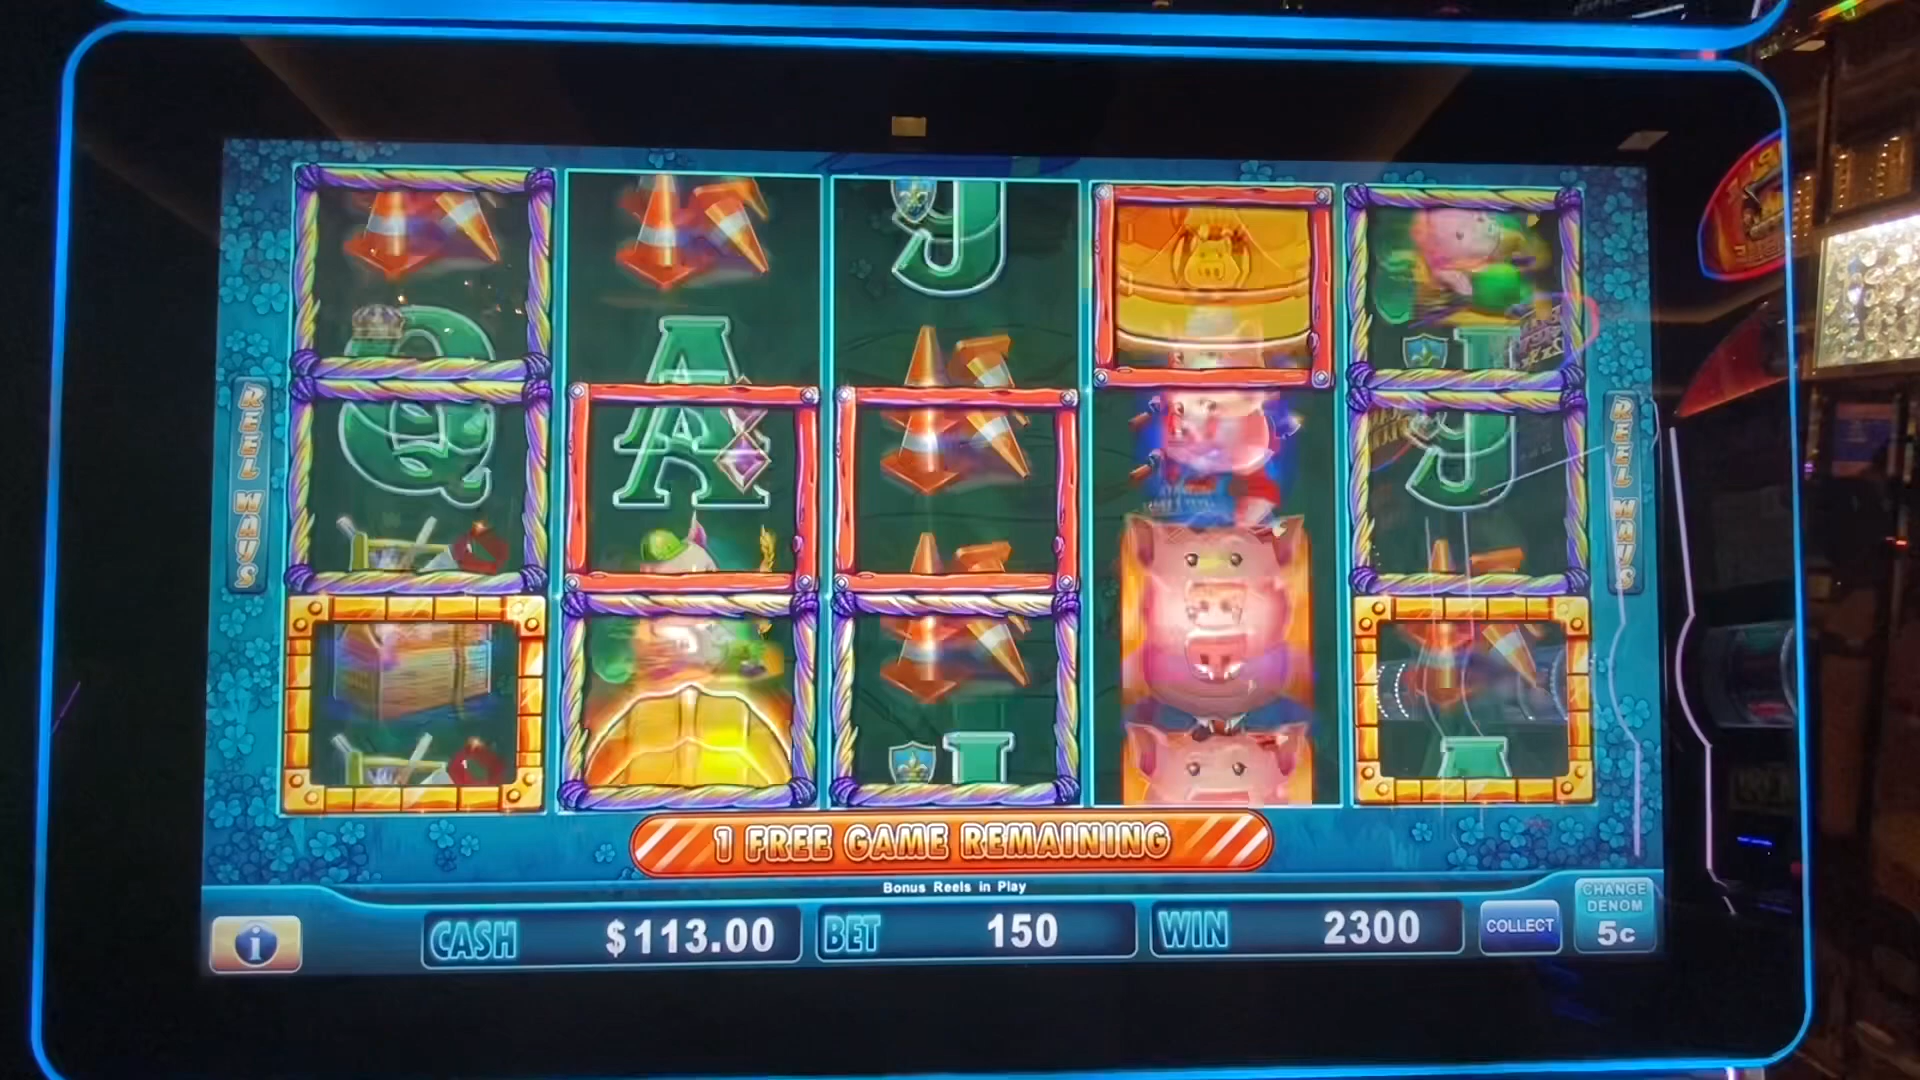 REEL WAYS
REEL WAYS
1 FREE GAME REMAINING
Bonus Reels in Play
CASH $113.00 BET 150 WIN 2300
COLLECT
CHANGE
DENOM
5c
i
Q
A
A
J
J